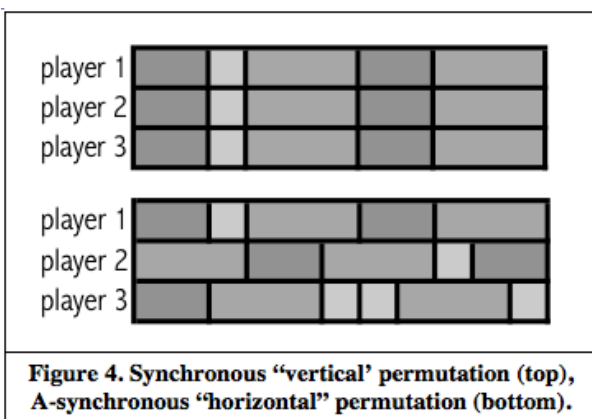 player 1
player 2
player 3
player 1
player 2
player 3
Figure 4. Synchronous “vertical’ permutation (top),
A-synchronous “horizontal” permutation (bottom).